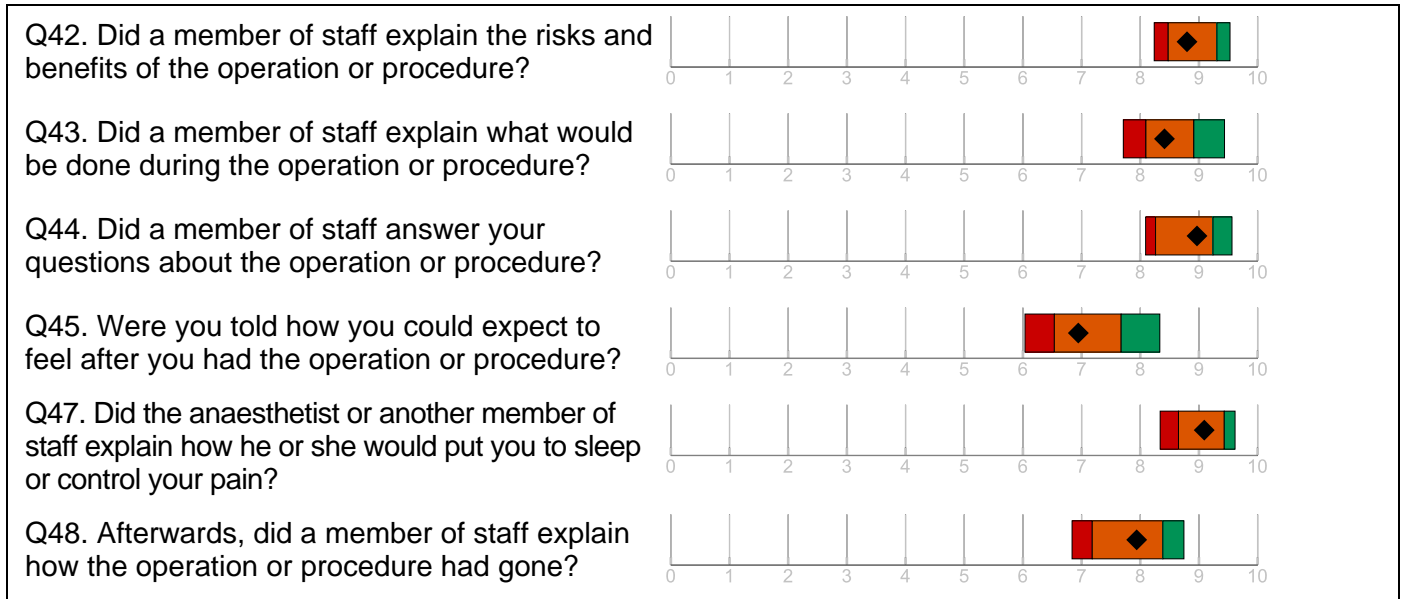 Q42. Did a member of staff explain the risks and
benefits of the operation or procedure?
0 1 2 3 4 5 6 7 8 9 10
Q43. Did a member of staff explain what would
be done during the operation or procedure?
0 1 2 3 4 5 6 7 8 9 10
Q44. Did a member of staff answer your
questions about the operation or procedure?
0 1 2 3 4 5 6 7 8 9 10
Q45. Were you told how you could expect to
feel after you had the operation or procedure?
0 1 2 3 4 5 6 7 8 9 10
Q47. Did the anaesthetist or another member of
staff explain how he or she would put you to sleep
or control your pain?
0 1 2 3 4 5 6 7 8 9 10
Q48. Afterwards, did a member of staff explain
how the operation or procedure had gone?
0 1 2 3 4 5 6 7 8 9 10